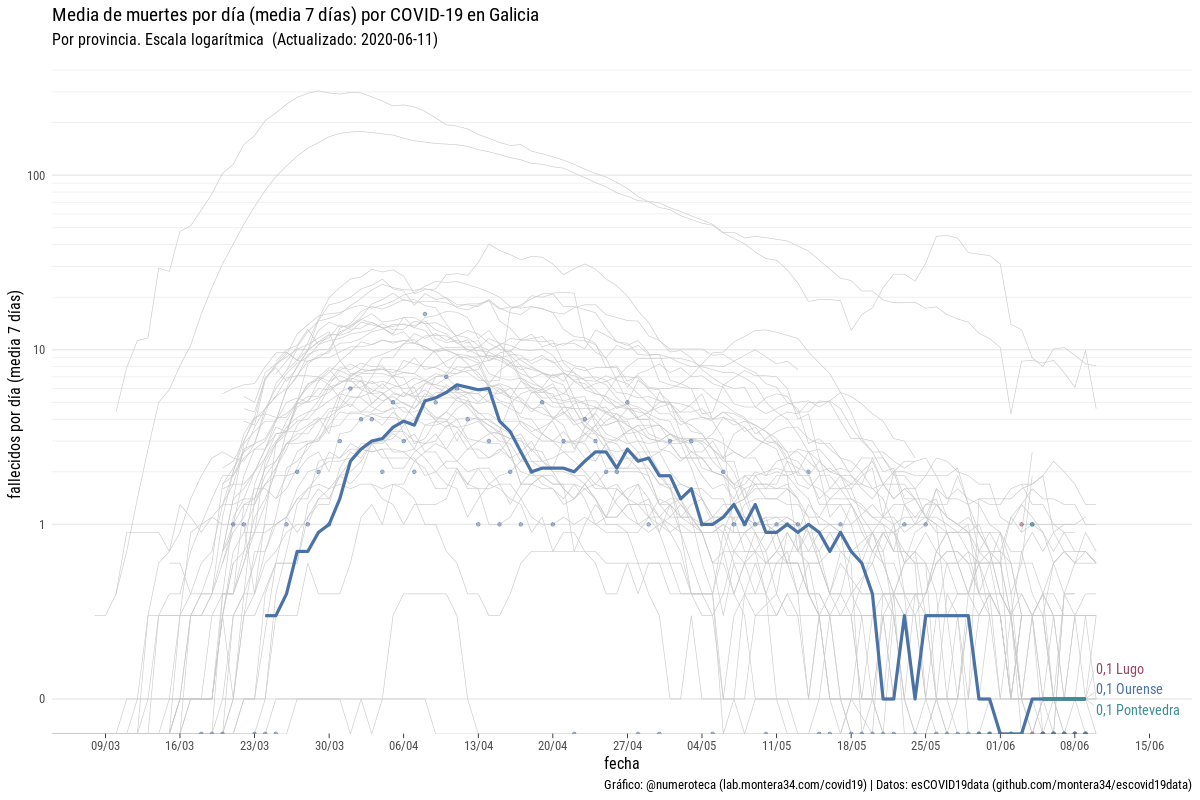 Media de muertes por día (media 7 días) por COVID-19 en Galicia
Por provincia. Escala logarítmica (Actualizado: 2020-06-11)
fallecidos por día (media 7 días)
100
10
1
0
0,1 Lugo
0,1 Ourense
0,1 Pontevedra
09/03 16/03 23/03 30/03 06/04 13/04 20/04 27/04 04/05 11/05 18/05 25/05 01/06 08/06 15/06
fecha
Gráfico: @numeroteca (lab.montera34.com/covid19) | Datos: esCOVID19data (github.com/montera34/escovid19data)